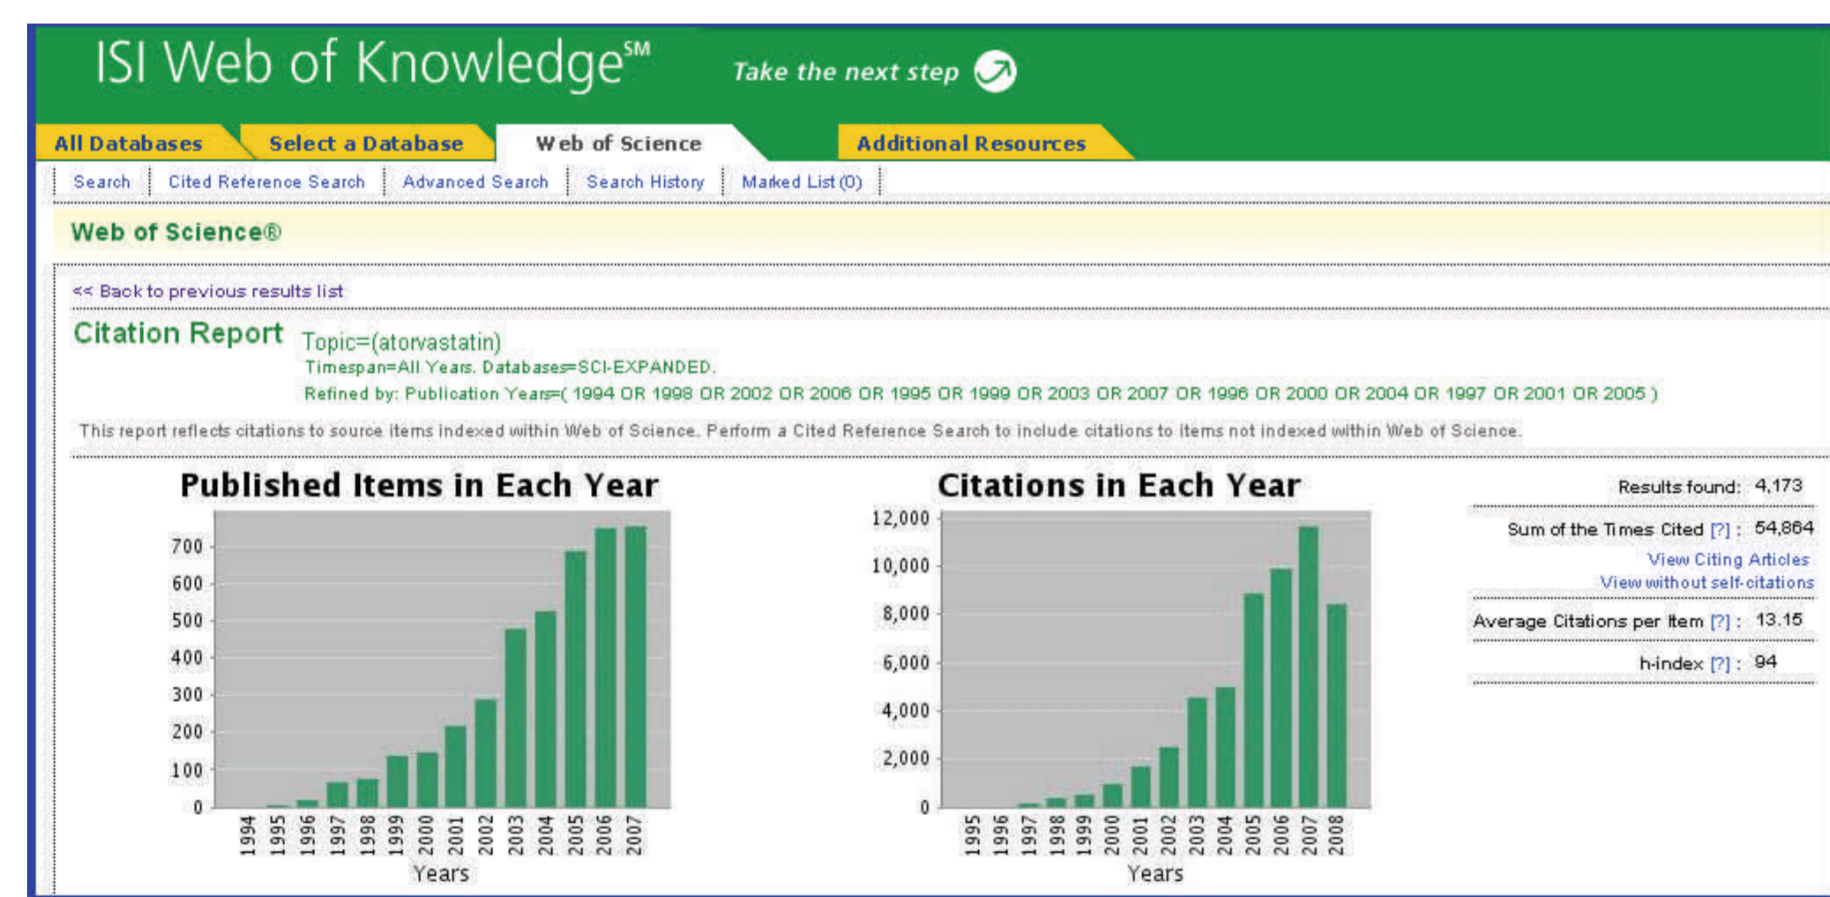 ISI Web of Knowledge℠ Take the next step
All Databases Select a Database Web of Science Additional Resources
Search Cited Reference Search Advanced Search Search History Marked List (0)
Web of Science®
<< Back to previous results list
Citation Report Topic=(atorvastatin)
Timespan=All Years. Databases=SCI-EXPANDED.
Refined by: Publication Years=( 1994 OR 1998 OR 2002 OR 2006 OR 1995 OR 1999 OR 2003 OR 2007 OR 1996 OR 2000 OR 2004 OR 1997 OR 2001 OR 2005 )
This report reflects citations to source items indexed within Web of Science. Perform a Cited Reference Search to include citations to items not indexed within Web of Science.
Published Items in Each Year
700
600
500
400
300
200
100
0
1994 1995 1996 1997 1998 1999 2000 2001 2002 2003 2004 2005 2006 2007
Years
Citations in Each Year
12,000
10,000
8,000
6,000
4,000
2,000
0
1995 1996 1997 1998 1999 2000 2001 2002 2003 2004 2005 2006 2007 2008
Years
Results found: 4,173
Sum of the Times Cited [?] : 54,864
View Citing Articles
View without self-citations
Average Citations per Item [?] : 13.15
h-index [?] : 94